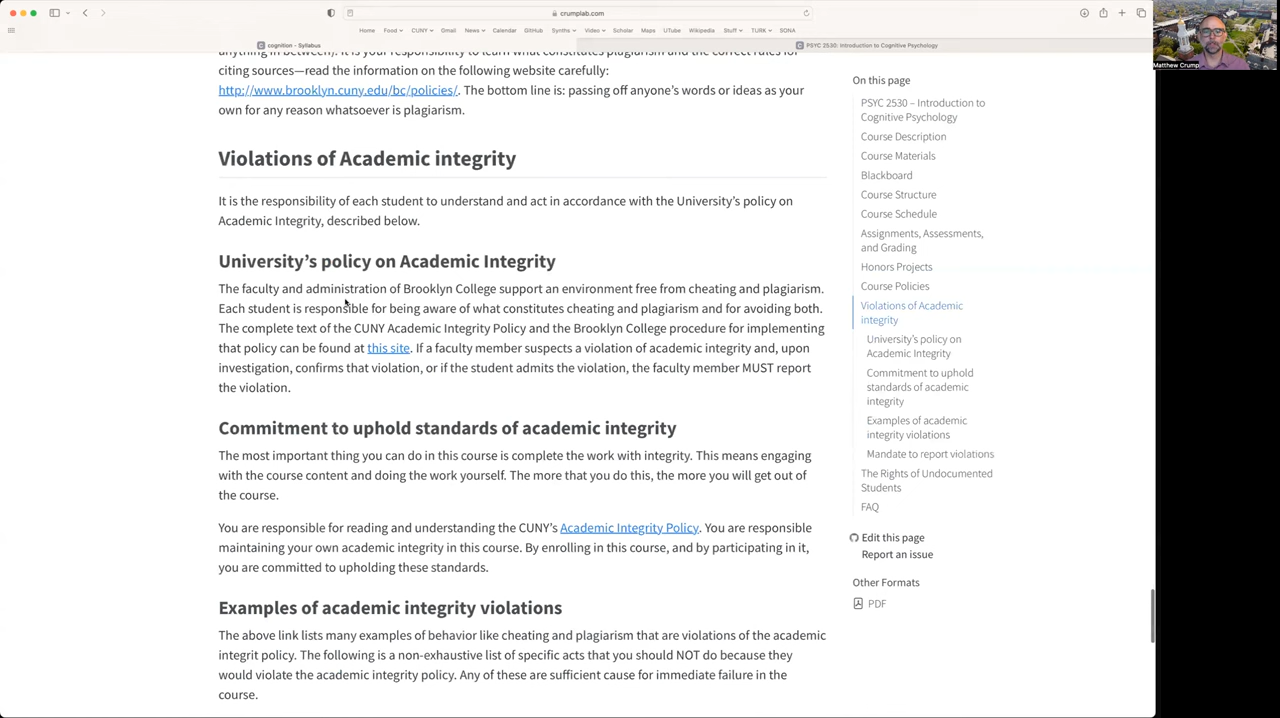 crumplab.com
Home Food CUNY Gmail News Calendar GitHub Synths Video Scholar Maps UTube Wikipedia Stuff TURK SONA
cognition - Syllabus
PSYC 2530: Introduction to Cognitive Psychology
Matthew Crump
anything in between). It is your responsibility to learn what constitutes plagiarism and the correct rules for
citing sources—read the information on the following website carefully:
http://www.brooklyn.cuny.edu/bc/policies/. The bottom line is: passing off anyone's words or ideas as your
own for any reason whatsoever is plagiarism.
Violations of Academic integrity
It is the responsibility of each student to understand and act in accordance with the University's policy on
Academic Integrity, described below.
University's policy on Academic Integrity
The faculty and administration of Brooklyn College support an environment free from cheating and plagiarism.
Each student is responsible for being aware of what constitutes cheating and plagiarism and for avoiding both.
The complete text of the CUNY Academic Integrity Policy and the Brooklyn College procedure for implementing
that policy can be found at this site. If a faculty member suspects a violation of academic integrity and, upon
investigation, confirms that violation, or if the student admits the violation, the faculty member MUST report
the violation.
Commitment to uphold standards of academic integrity
The most important thing you can do in this course is complete the work with integrity. This means engaging
with the course content and doing the work yourself. The more that you do this, the more you will get out of
the course.
You are responsible for reading and understanding the CUNY's Academic Integrity Policy. You are responsible
maintaining your own academic integrity in this course. By enrolling in this course, and by participating in it,
you are committed to upholding these standards.
Examples of academic integrity violations
The above link lists many examples of behavior like cheating and plagiarism that are violations of the academic
integrit policy. The following is a non-exhaustive list of specific acts that you should NOT do because they
would violate the academic integrity policy. Any of these are sufficient cause for immediate failure in the
course.
On this page
PSYC 2530 – Introduction to
Cognitive Psychology
Course Description
Course Materials
Blackboard
Course Structure
Course Schedule
Assignments, Assessments,
and Grading
Honors Projects
Course Policies
Violations of Academic
integrity
University's policy on
Academic Integrity
Commitment to uphold
standards of academic
integrity
Examples of academic
integrity violations
Mandate to report violations
The Rights of Undocumented
Students
FAQ
Edit this page
Report an issue
Other Formats
PDF